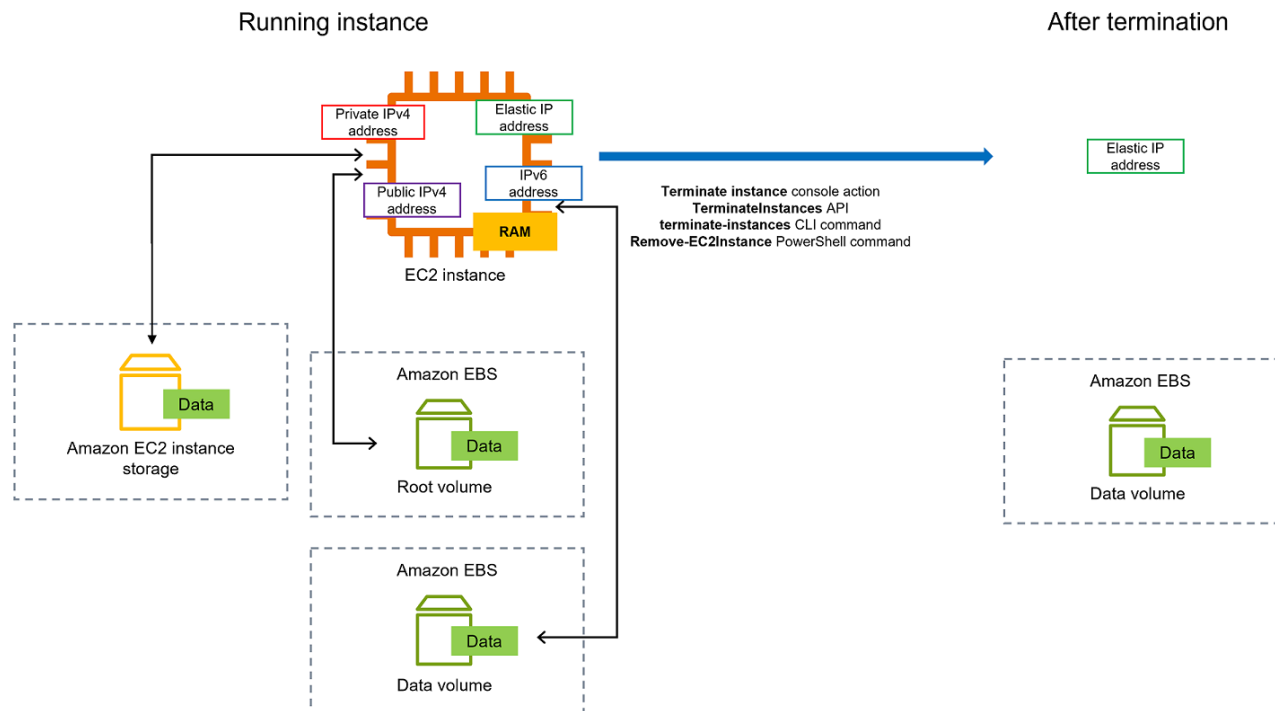 Running instance
After termination
Private IPv4
address
Elastic IP
address
Public IPv4
address
IPv6
address
RAM
EC2 instance
Terminate instance console action
TerminateInstances API
terminate-instances CLI command
Remove-EC2Instance PowerShell command
Elastic IP
address
Data
Amazon EC2 instance
storage
Amazon EBS
Data
Root volume
Amazon EBS
Data
Data volume
Amazon EBS
Data
Data volume